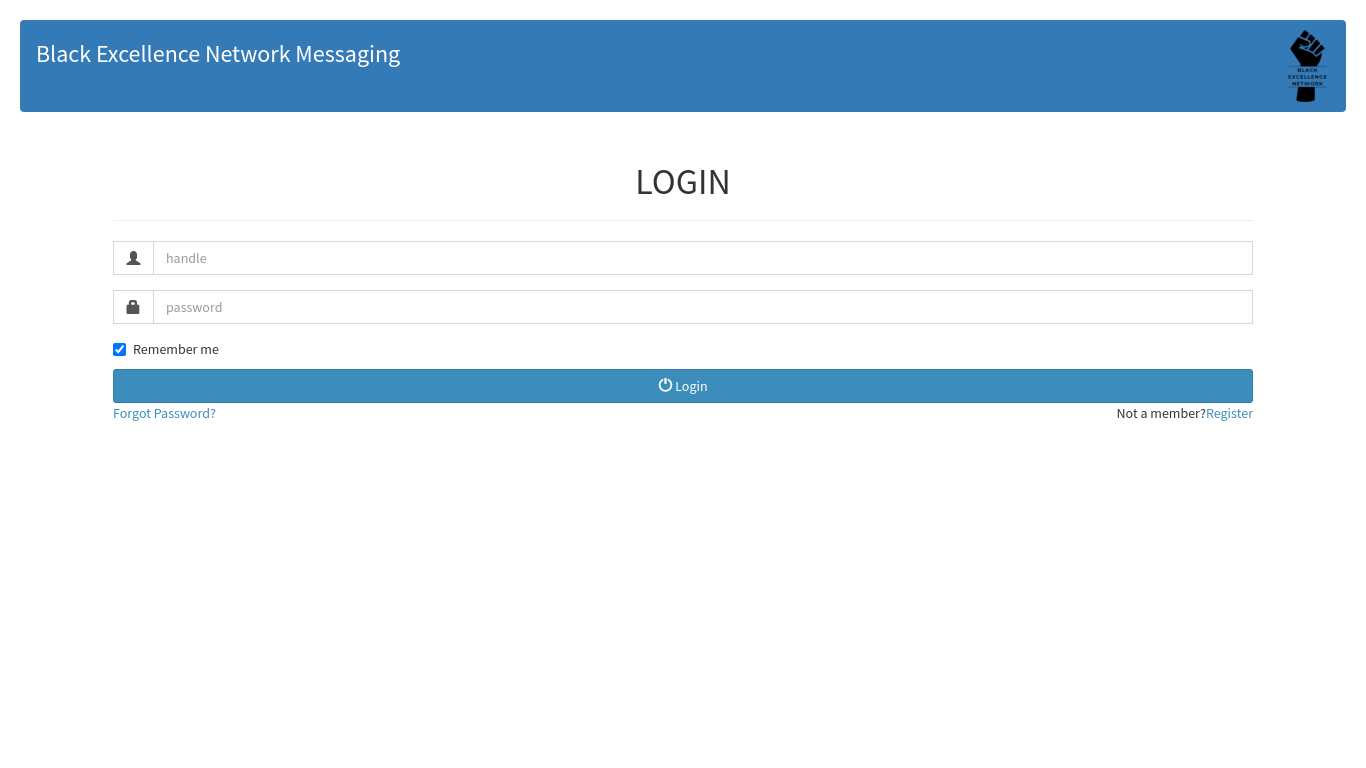 Black Excellence Network Messaging
BLACK
EXCELLENCE
NETWORK
LOGIN
handle
password
Remember me
Login
Forgot Password?
Not a member?Register